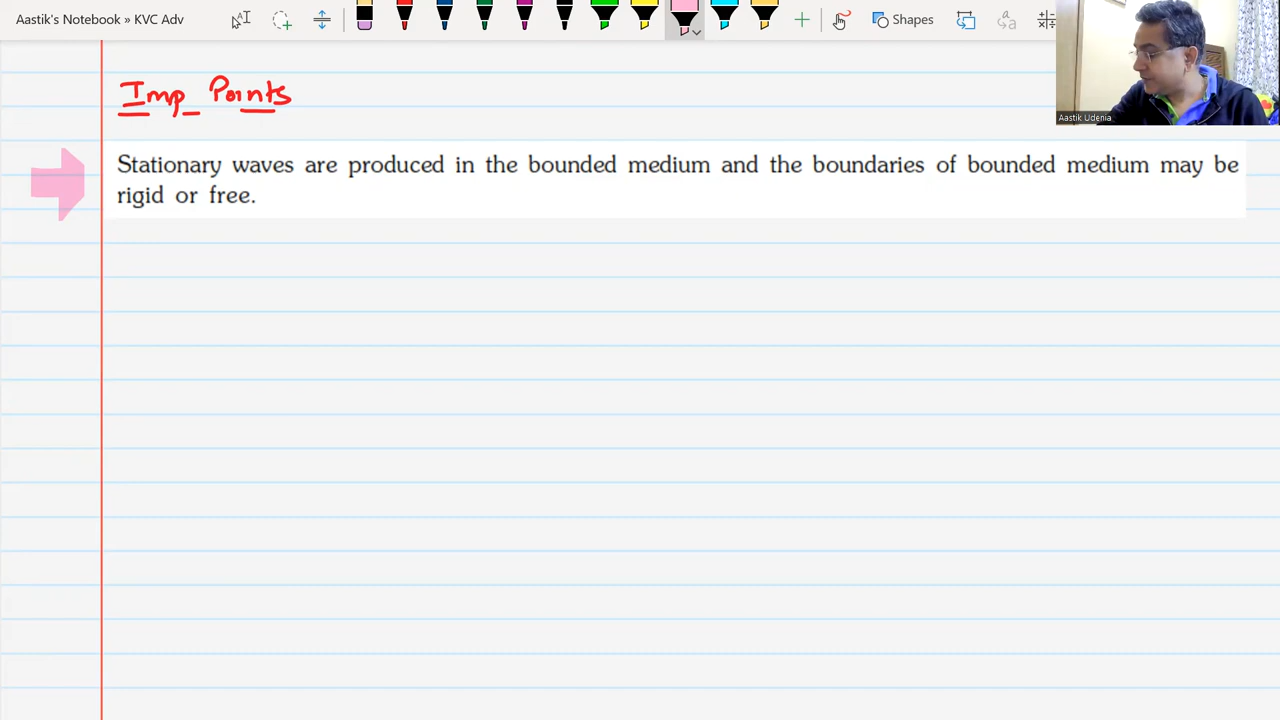 Aastik's Notebook » KVC Adv
Shapes
Imp Points
Aastik Udenia
Stationary waves are produced in the bounded medium and the boundaries of bounded medium may be
rigid or free.